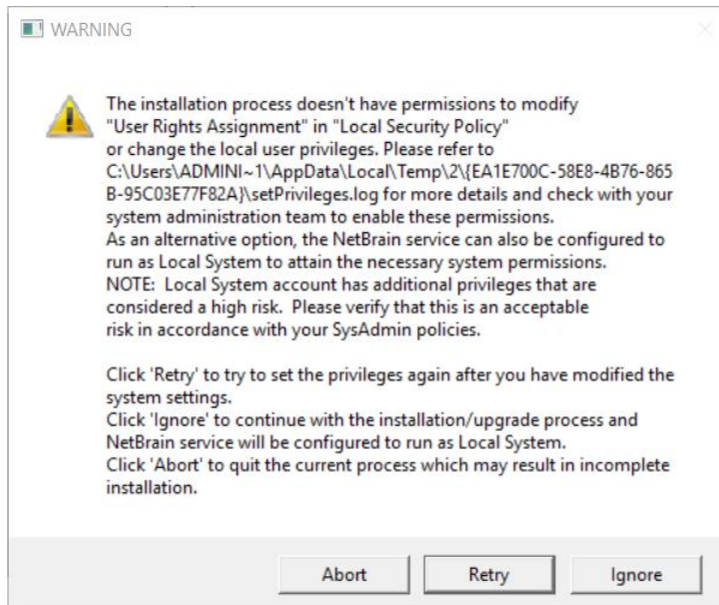 WARNING
The installation process doesn't have permissions to modify
"User Rights Assignment" in "Local Security Policy"
or change the local user privileges. Please refer to
C:\Users\ADMINI~1\AppData\Local\Temp\2\{EA1E700C-58E8-4B76-865
B-95C03E77F82A}\setPrivileges.log for more details and check with your
system administration team to enable these permissions.
As an alternative option, the NetBrain service can also be configured to
run as Local System to attain the necessary system permissions.
NOTE:  Local System account has additional privileges that are
considered a high risk.  Please verify that this is an acceptable
risk in accordance with your SysAdmin policies.
Click 'Retry' to try to set the privileges again after you have modified the
system settings.
Click 'Ignore' to continue with the installation/upgrade process and
NetBrain service will be configured to run as Local System.
Click 'Abort' to quit the current process which may result in incomplete
installation.
Abort Retry Ignore